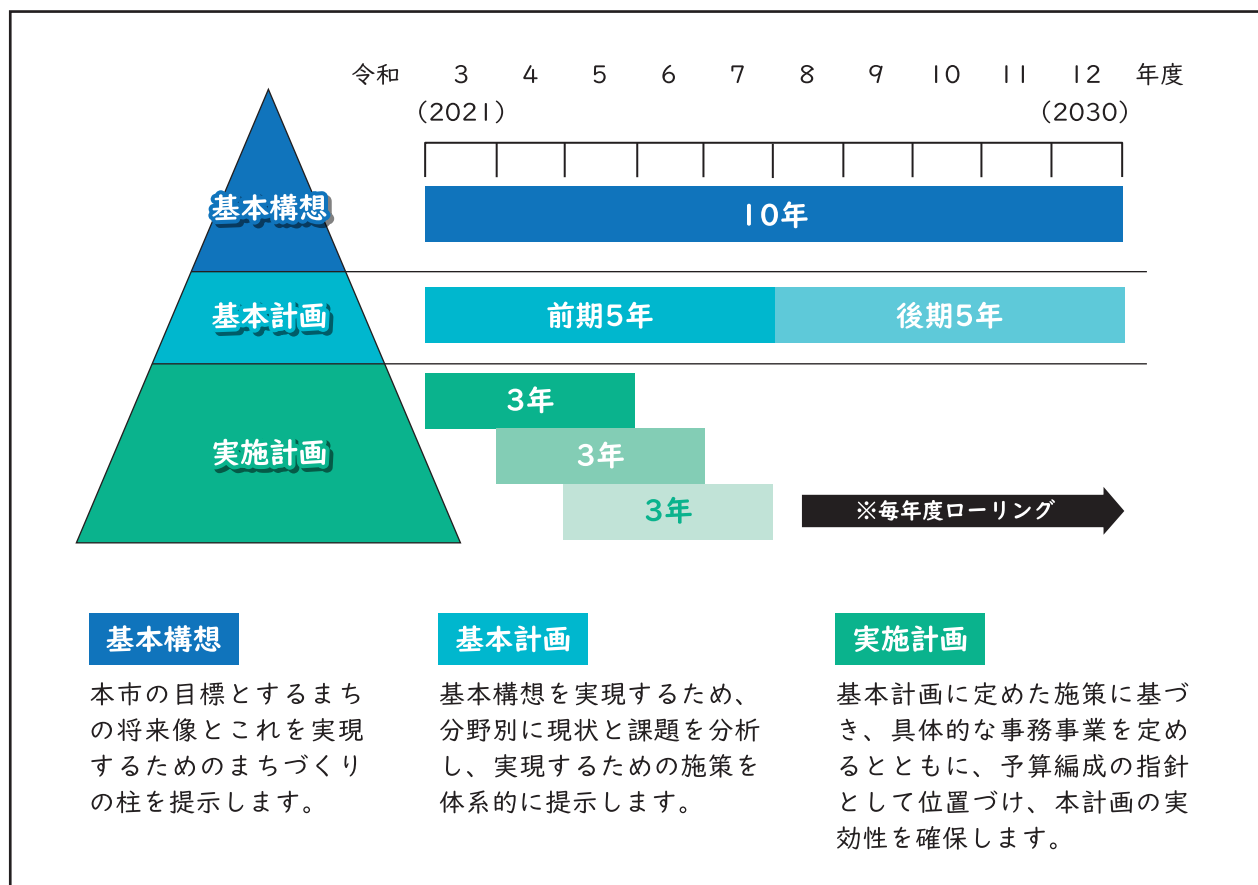 令和 3 4 5 6 7 8 9 10 11 12 年度
(2021) (2030)
基本構想
10年
基本計画
前期5年 後期5年
実施計画
3年
3年
3年
※毎年度ローリング
基本構想
本市の目標とするまち
の将来像とこれを実現
するためのまちづくり
の柱を提示します。
基本計画
基本構想を実現するため、
分野別に現状と課題を分析
し、実現するための施策を
体系的に提示します。
実施計画
基本計画に定めた施策に基づ
き、具体的な事務事業を定め
るとともに、予算編成の指針
として位置づけ、本計画の実
効性を確保します。